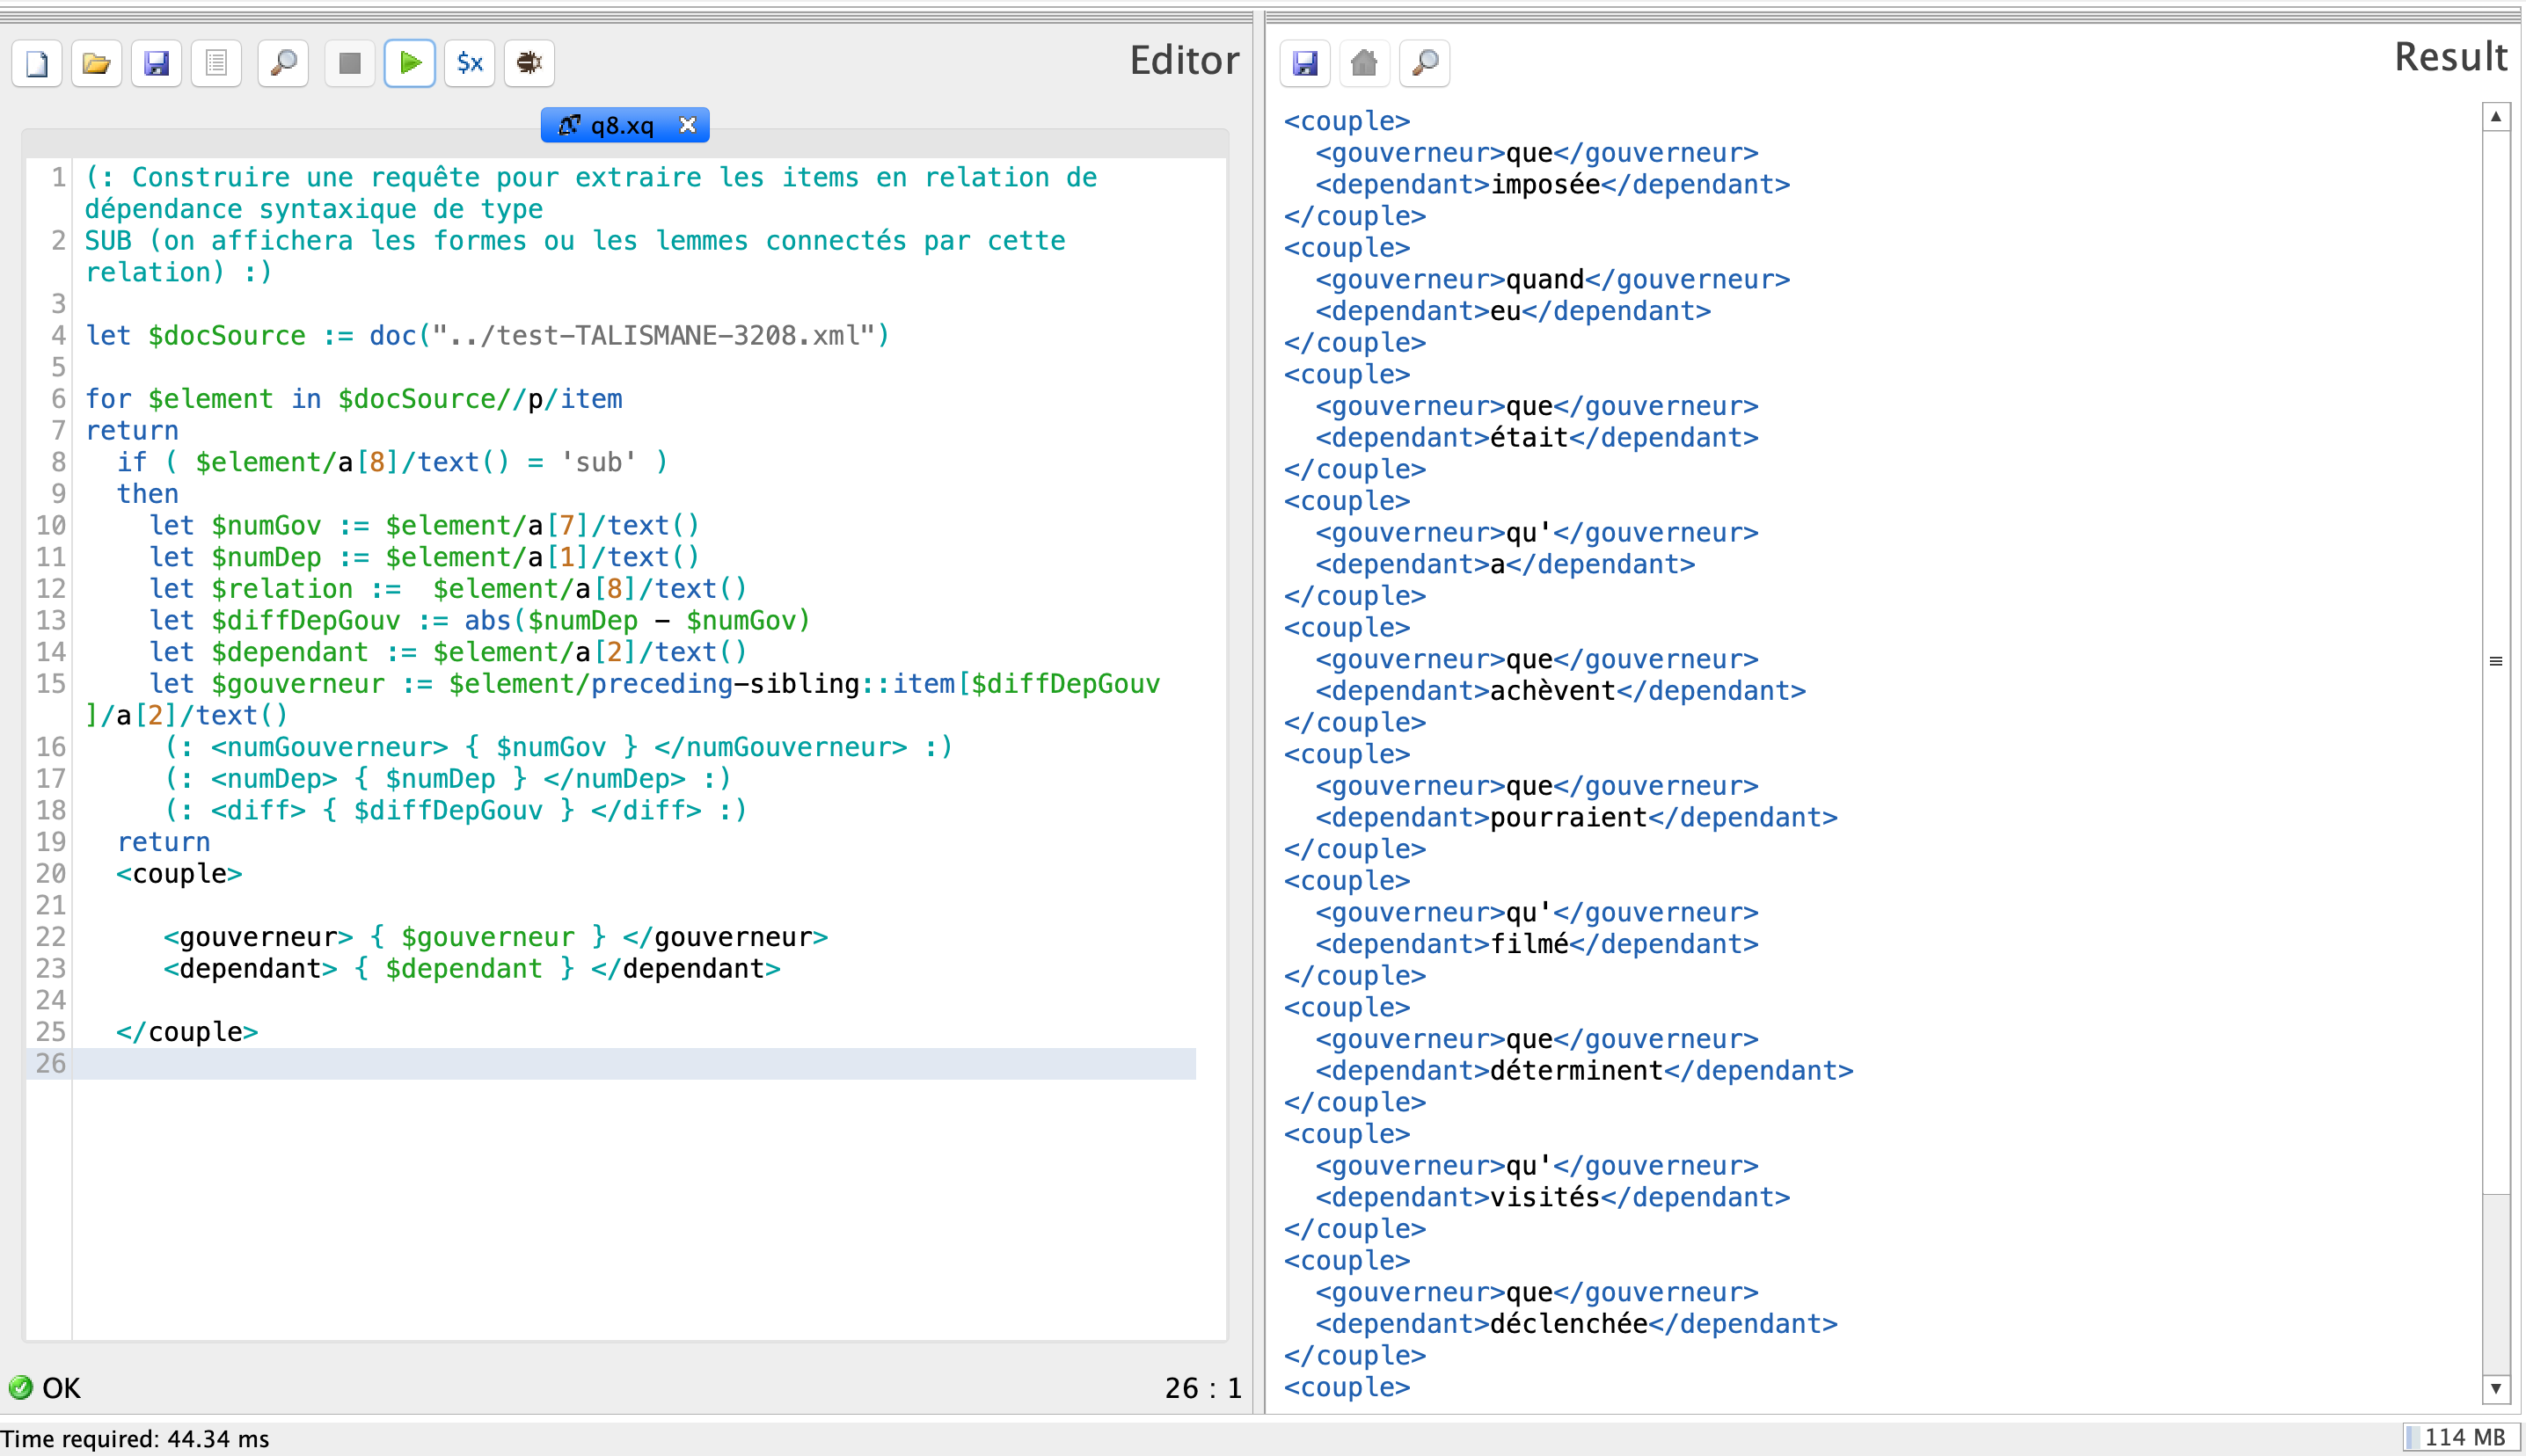 Editor
$x
q8.xq
1 (: Construire une requête pour extraire les items en relation de
dépendance syntaxique de type
2 SUB (on affichera les formes ou les lemmes connectés par cette
relation) :)
3
4 let $docSource := doc("../test-TALISMANE-3208.xml")
5
6 for $element in $docSource//p/item
7 return
8 if ( $element/a[8]/text() = 'sub' )
9 then
10 let $numGov := $element/a[7]/text()
11 let $numDep := $element/a[1]/text()
12 let $relation := $element/a[8]/text()
13 let $diffDepGouv := abs($numDep - $numGov)
14 let $dependant := $element/a[2]/text()
15 let $gouverneur := $element/preceding-sibling::item[$diffDepGouv
]/a[2]/text()
16 (: <numGouverneur> { $numGov } </numGouverneur> :)
17 (: <numDep> { $numDep } </numDep> :)
18 (: <diff> { $diffDepGouv } </diff> :)
19 return
20 <couple>
21
22 <gouverneur> { $gouverneur } </gouverneur>
23 <dependant> { $dependant } </dependant>
24
25 </couple>
26
OK
26 : 1
Result
<couple>
<gouverneur>que</gouverneur>
<dependant>imposée</dependant>
</couple>
<couple>
<gouverneur>quand</gouverneur>
<dependant>eu</dependant>
</couple>
<couple>
<gouverneur>que</gouverneur>
<dependant>était</dependant>
</couple>
<couple>
<gouverneur>qu'</gouverneur>
<dependant>a</dependant>
</couple>
<couple>
<gouverneur>que</gouverneur>
<dependant>achèvent</dependant>
</couple>
<couple>
<gouverneur>que</gouverneur>
<dependant>pourraient</dependant>
</couple>
<couple>
<gouverneur>qu'</gouverneur>
<dependant>filmé</dependant>
</couple>
<couple>
<gouverneur>que</gouverneur>
<dependant>déterminent</dependant>
</couple>
<couple>
<gouverneur>qu'</gouverneur>
<dependant>visités</dependant>
</couple>
<couple>
<gouverneur>que</gouverneur>
<dependant>déclenchée</dependant>
</couple>
<couple>
Time required: 44.34 ms
114 MB